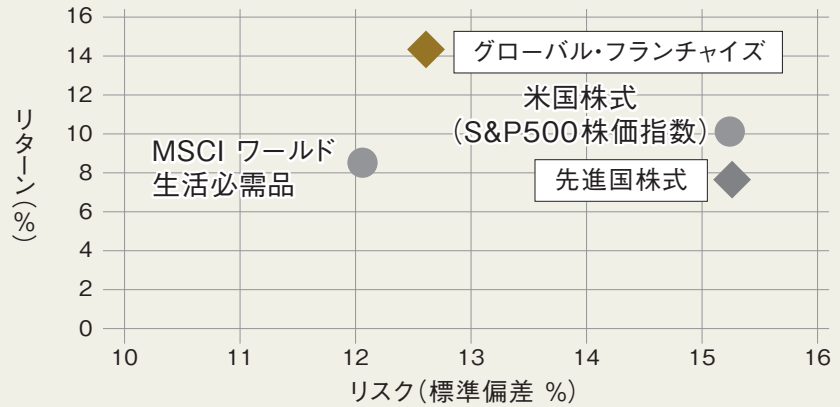 リターン(%)
16
14
12
10
8
6
4
2
0
グローバル・フランチャイズ
米国株式
(S&P500株価指数)
MSCI ワールド
生活必需品
先進国株式
10 11 12 13 14 15 16
リスク(標準偏差 %)